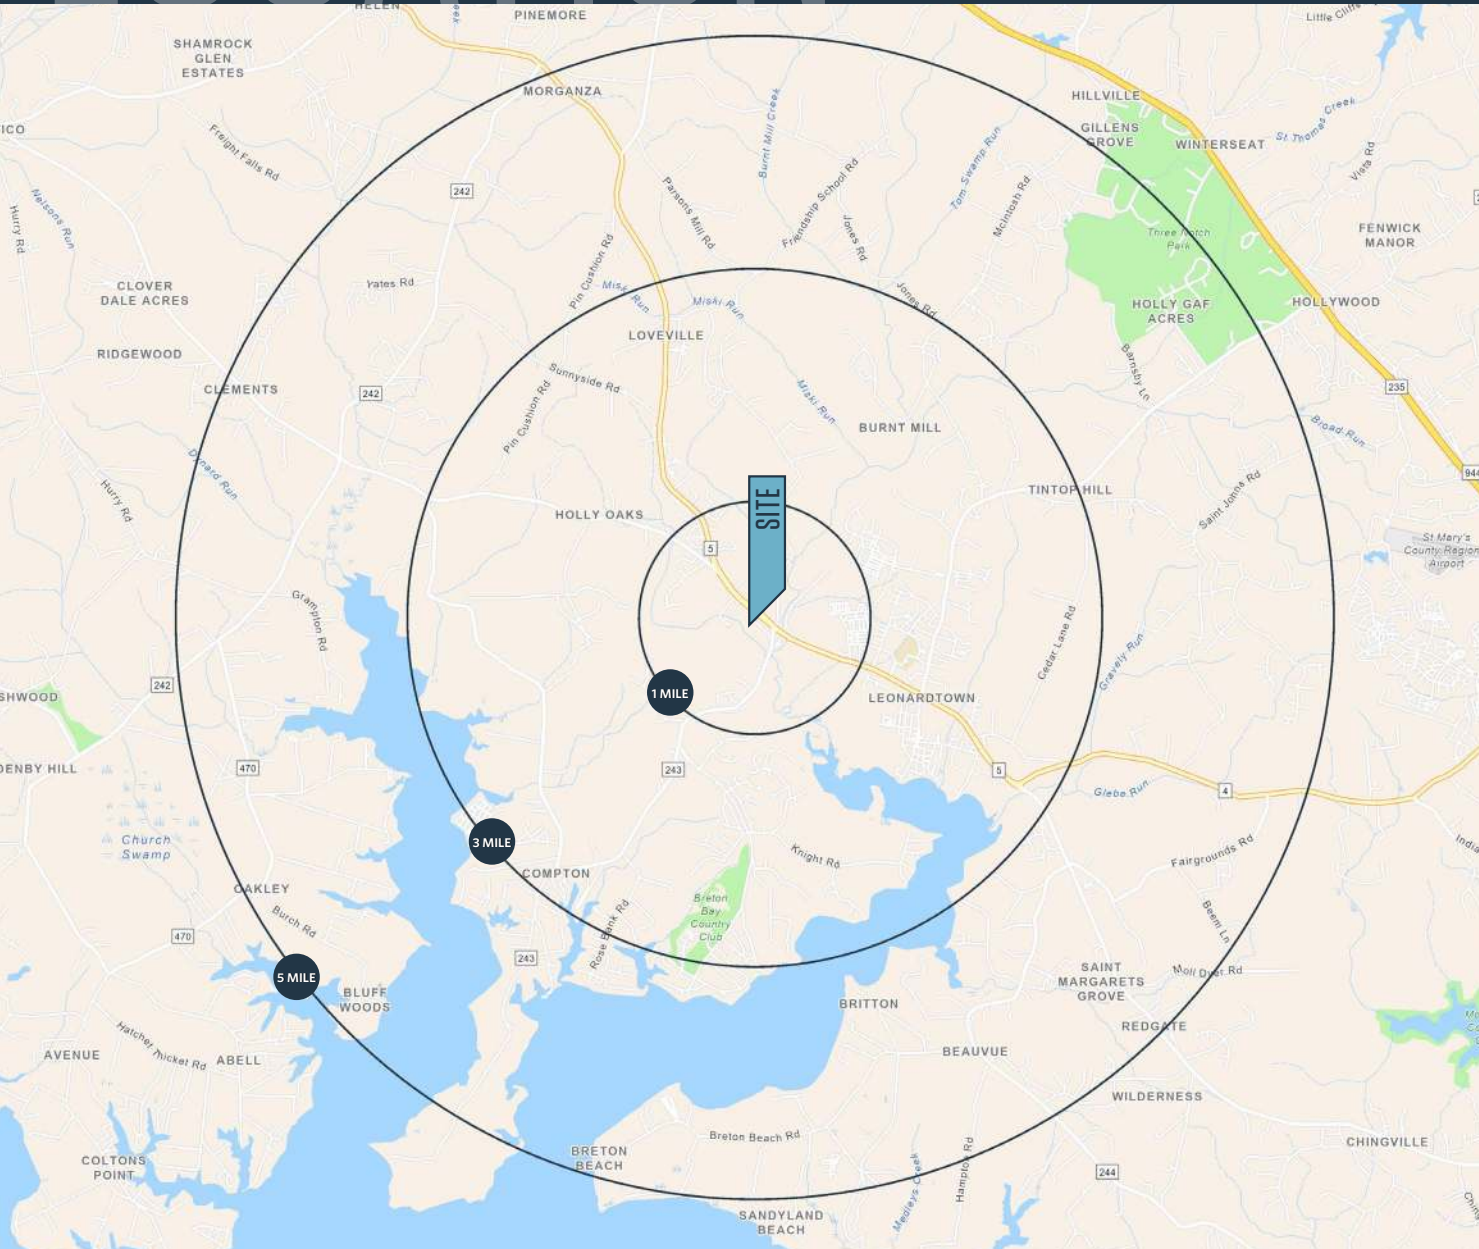 HELEN
PINEMORE
Little Cliffs
SHAMROCK
GLEN
ESTATES
MORGANZA
HILLVILLE
GILLENS
GROVE
WINTERSEAT
St Thomas Creek
Vista Rd
ICO
Freight Falls Rd
Burnt Mill Creek
Tom Swamp Run
Friendship School Rd
McIntosh Rd
Parsons Mill Rd
Jones Rd
242
Nelsons Run
Hurry Rd
Three Notch
Park
FENWICK
MANOR
Pin Cushion Rd
CLOVER
DALE ACRES
Yates Rd
Miski Run
Miski Run
Jones Rd
HOLLY GAF
ACRES
HOLLYWOOD
LOVEVILLE
RIDGEWOOD
CLEMENTS
242
Sunnyside Rd
Pin Cushion Rd
Miski Run
Barnsby Ln
235
BURNT MILL
Broad Run
Dynard Run
Hurry Rd
944
SITE
TINTOP HILL
Saint Johns Rd
HOLLY OAKS
5
St Mary's
County Region
Airport
Grampton Rd
Cedar Lane Rd
Gravely Run
242
SHWOOD
1 MILE
LEONARDTOWN
DENBY HILL
470
243
5
Glebe Run
4
Church
Swamp
3 MILE
Knight Rd
Fairgrounds Rd
India
COMPTON
OAKLEY
Breton
Bay
Country
Club
Rose Bank Rd
Burch Rd
Beem Ln
470
243
5 MILE
SAINT
MARGARETS
GROVE
Moll Dyer Rd
BLUFF
WOODS
BRITTON
REDGATE
Hatcher Thicket Rd
AVENUE
ABELL
BEAUVUE
WILDERNESS
Breton Beach Rd
CHINGVILLE
BRETON
BEACH
COLTONS
POINT
Medleys Creek
Hampton Rd
244
SANDYLAND
BEACH